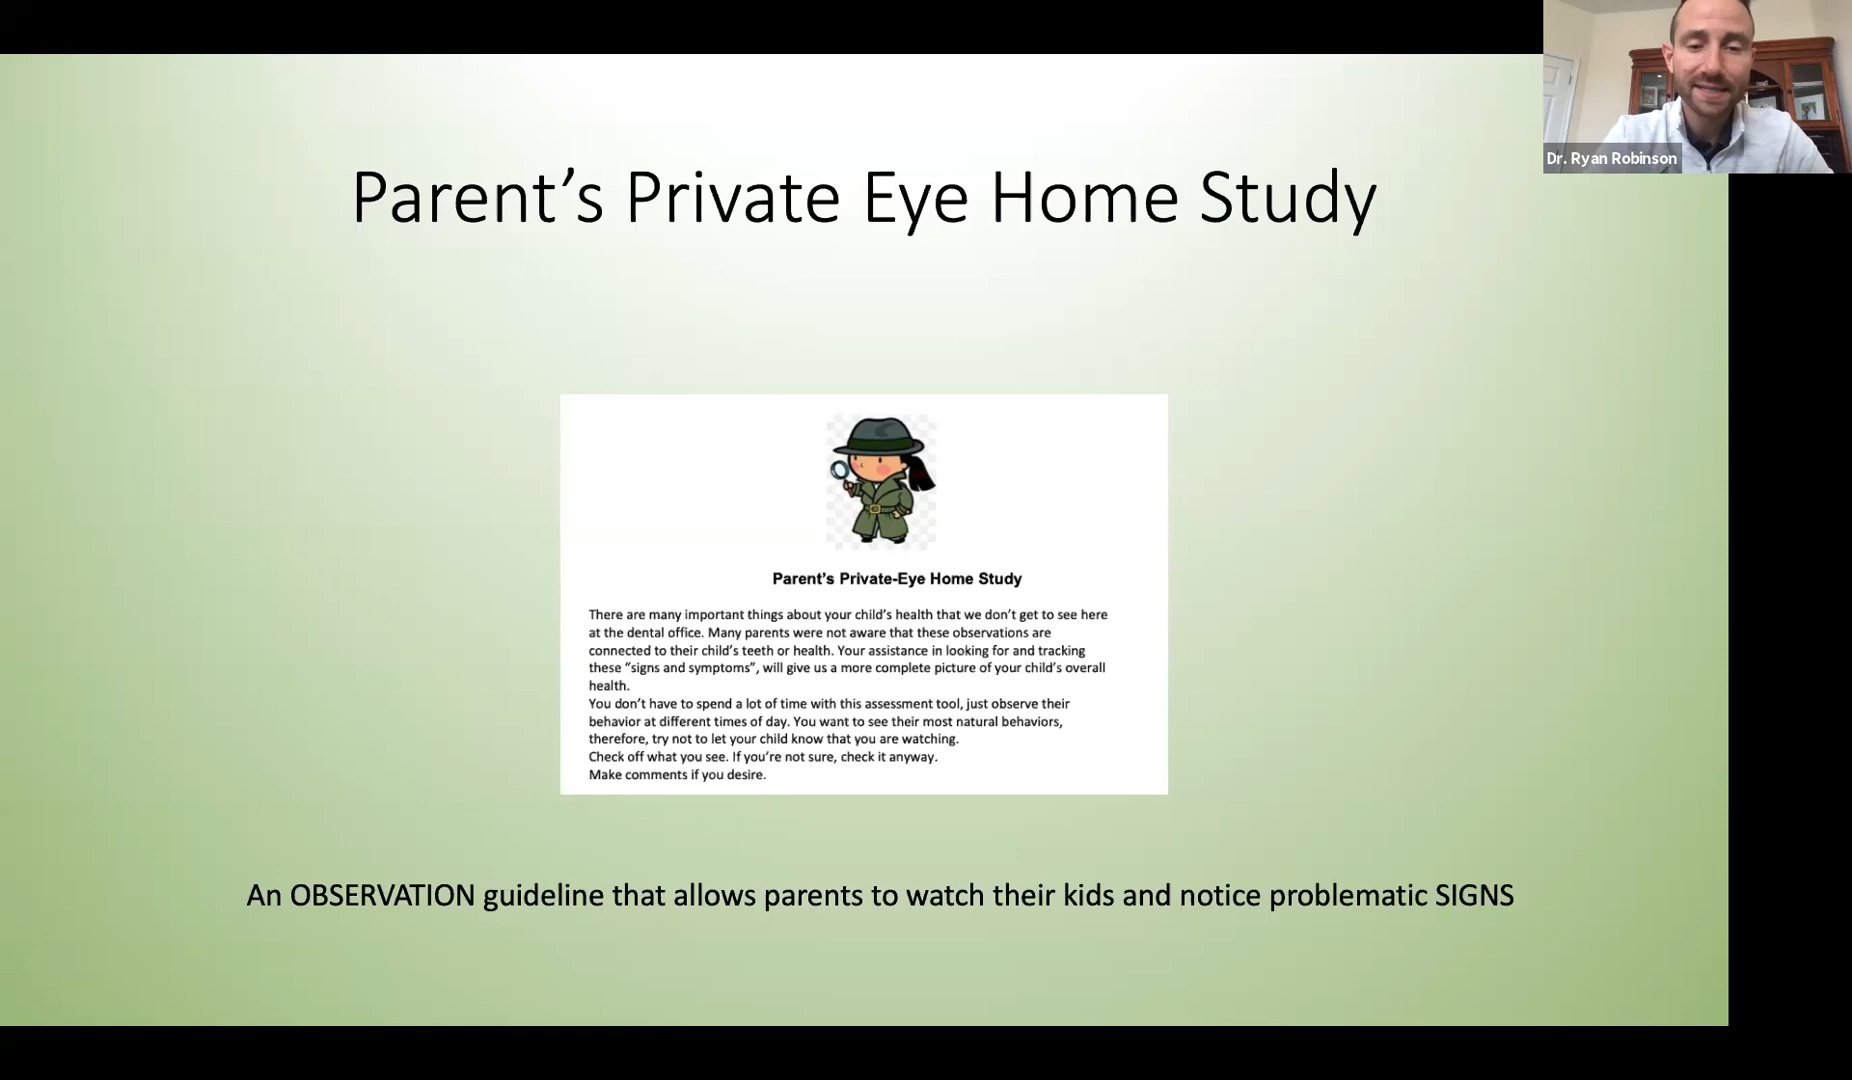 Dr. Ryan Robinson
Parent’s Private Eye Home Study
Parent’s Private-Eye Home Study
There are many important things about your child’s health that we don’t get to see here
at the dental office. Many parents were not aware that these observations are
connected to their child’s teeth or health. Your assistance in looking for and tracking
these “signs and symptoms”, will give us a more complete picture of your child’s overall
health.
You don’t have to spend a lot of time with this assessment tool, just observe their
behavior at different times of day. You want to see their most natural behaviors,
therefore, try not to let your child know that you are watching.
Check off what you see. If you’re not sure, check it anyway.
Make comments if you desire.
An OBSERVATION guideline that allows parents to watch their kids and notice problematic SIGNS